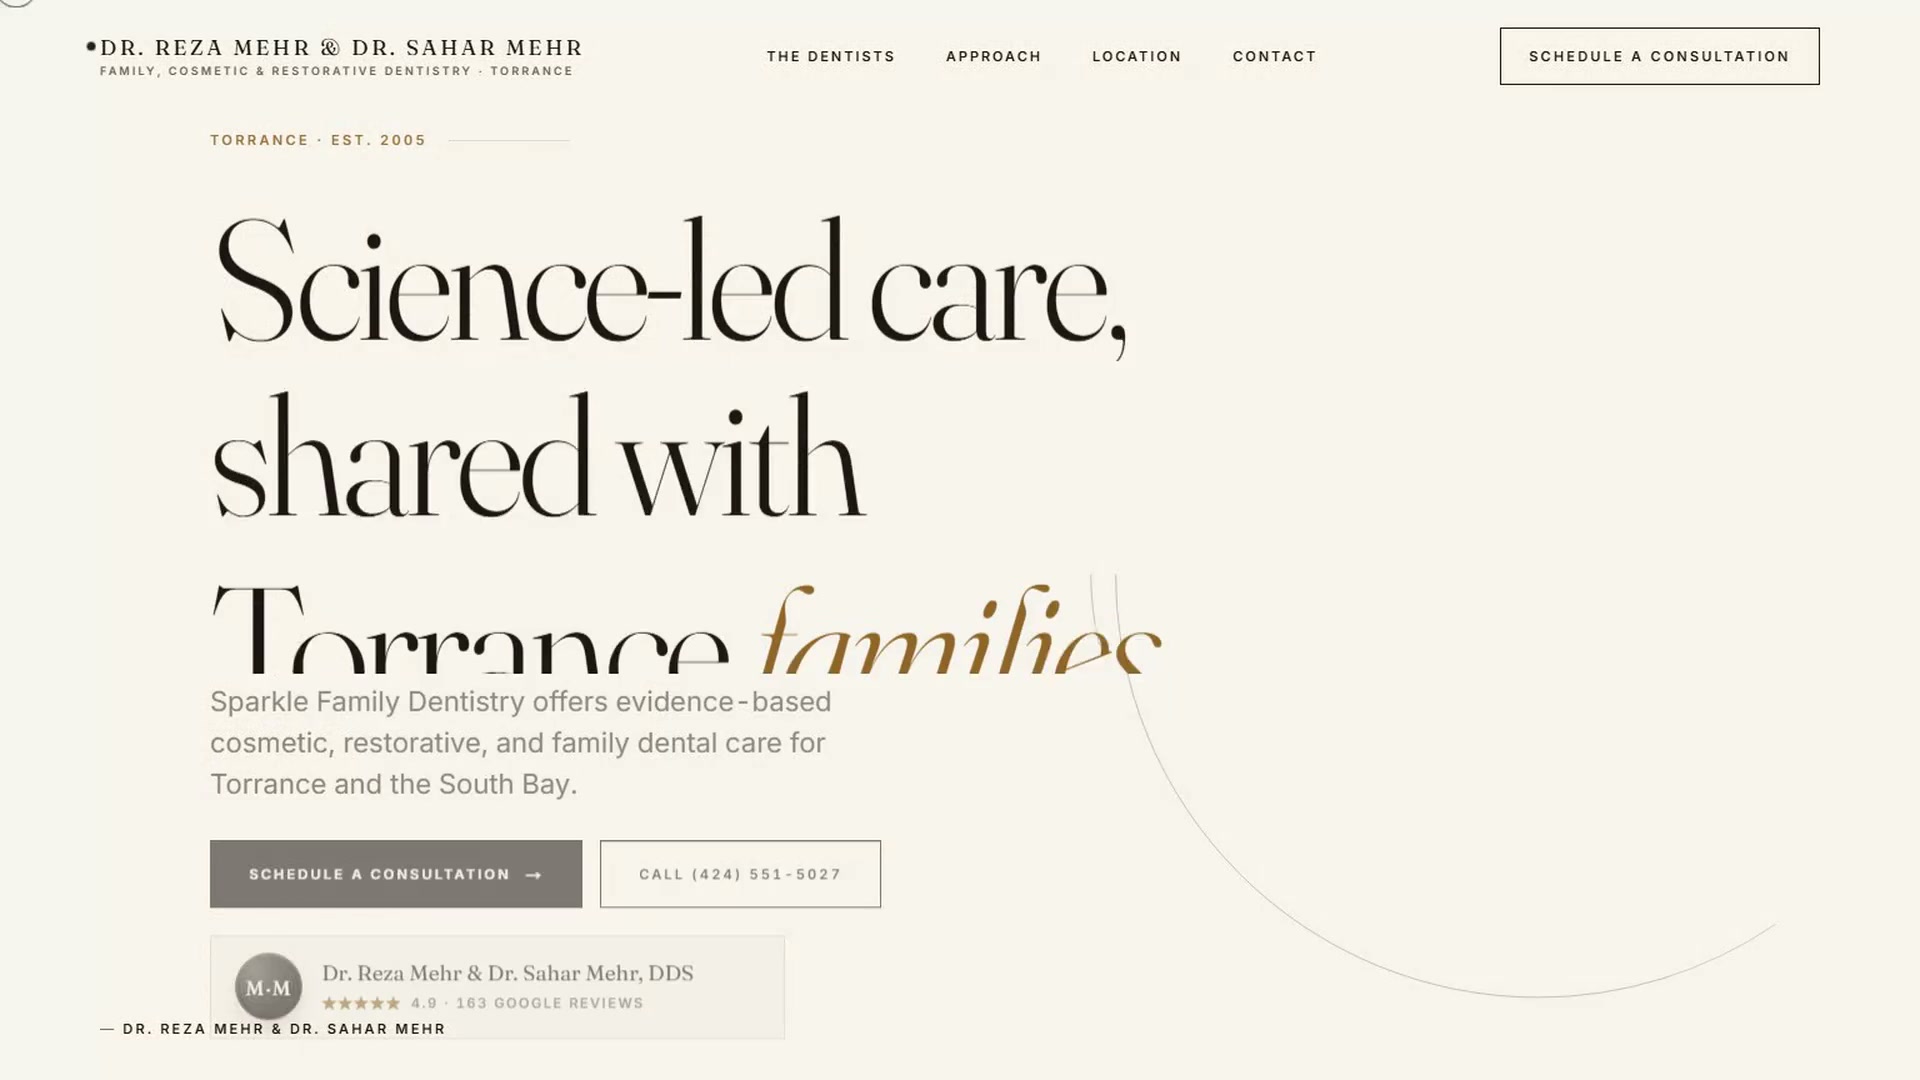 DR. REZA MEHR & DR. SAHAR MEHR
FAMILY, COSMETIC & RESTORATIVE DENTISTRY · TORRANCE
THE DENTISTS
APPROACH
LOCATION
CONTACT
SCHEDULE A CONSULTATION
TORRANCE · EST. 2005
Science-led care,
shared with
Torrance families
Sparkle Family Dentistry offers evidence-based
cosmetic, restorative, and family dental care for
Torrance and the South Bay.
SCHEDULE A CONSULTATION →
CALL (424) 551-5027
M·M
Dr. Reza Mehr & Dr. Sahar Mehr, DDS
★★★★★ 4.9 · 163 GOOGLE REVIEWS
— DR. REZA MEHR & DR. SAHAR MEHR